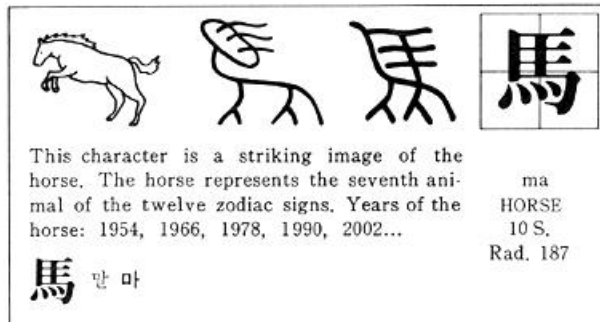 馬
This character is a striking image of the
horse. The horse represents the seventh ani-
mal of the twelve zodiac signs. Years of the
horse: 1954, 1966, 1978, 1990, 2002...
ma
HORSE
10 S.
Rad. 187
馬 말 마